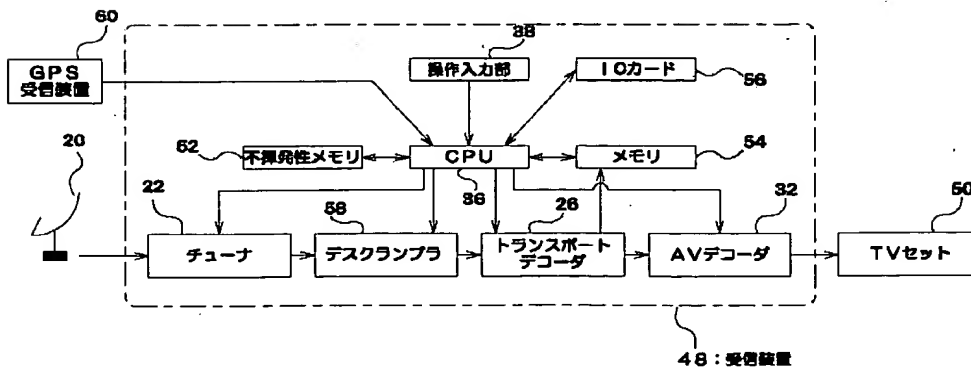 60
GPS
受信装置
38
操作入力部
ICカード
56
20
52
不揮発性メモリ
CPU
メモリ
54
36
22
58
26
32
50
チューナ
デスクランブラ
トランスポート
デコーダ
AVデコーダ
TVセット
48:受信装置